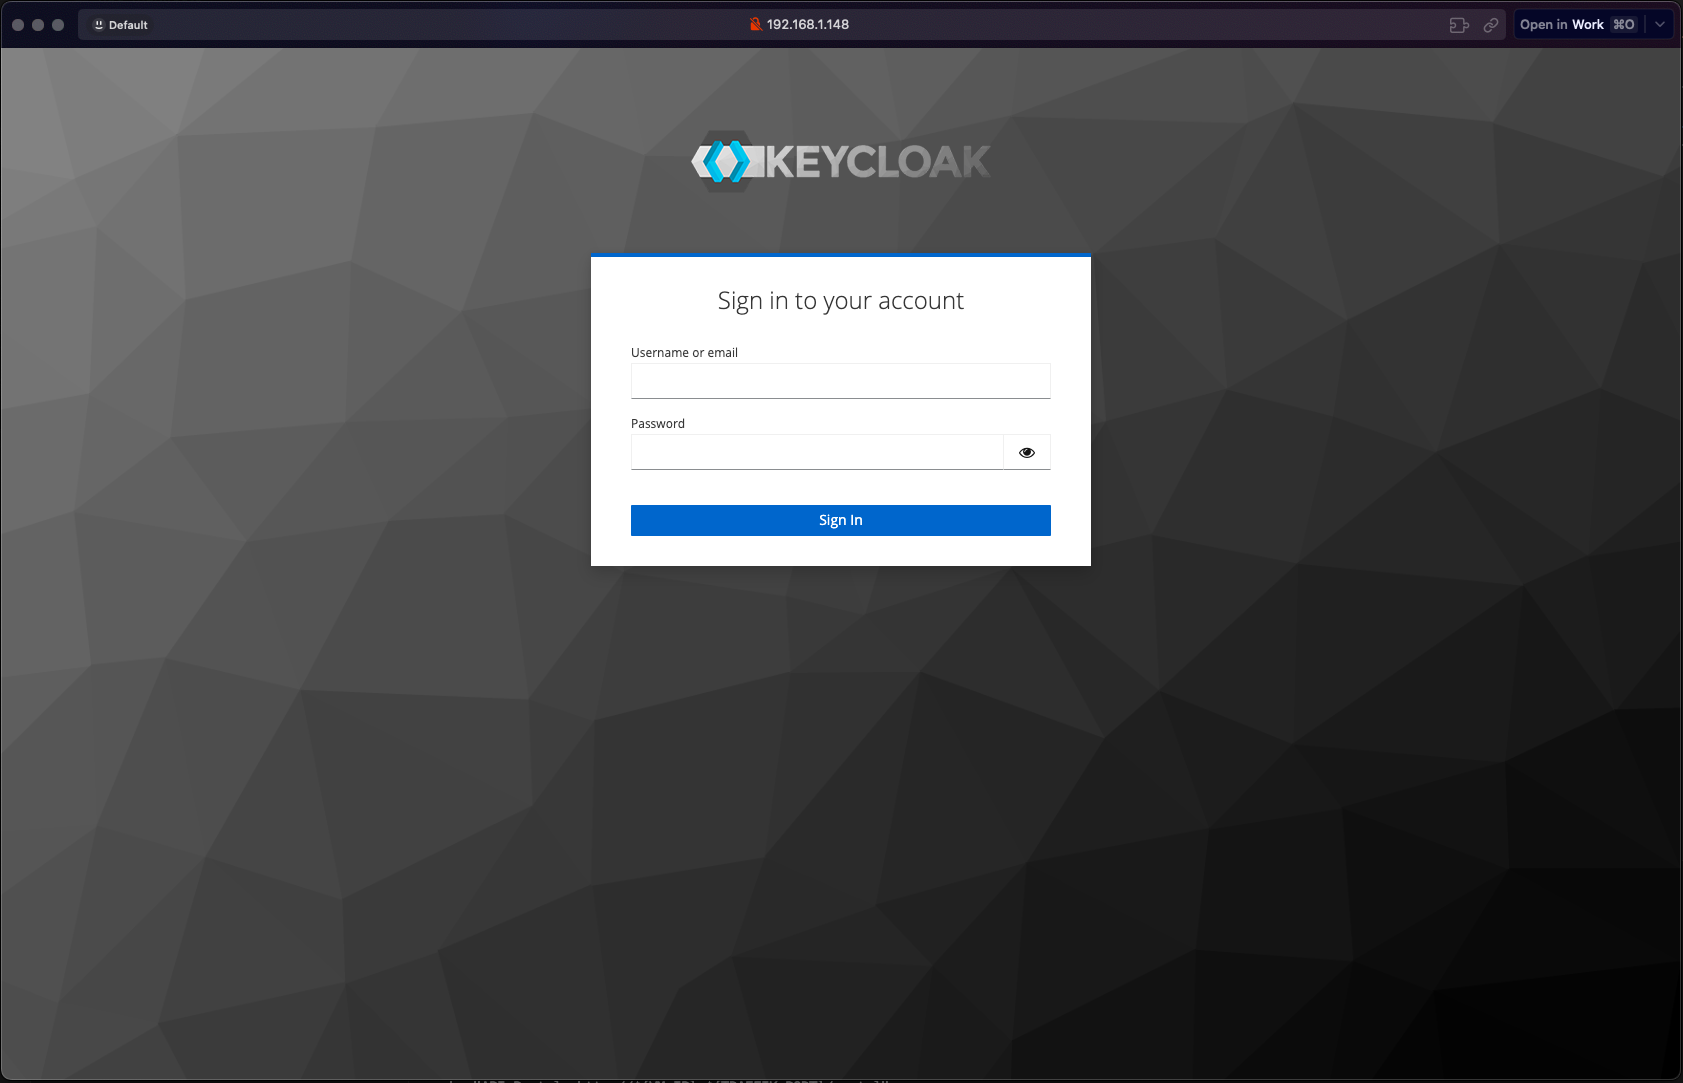 Default
192.168.1.148
Open in Work ⌘O
KEYCLOAK
Sign in to your account
Username or email
Password
Sign In